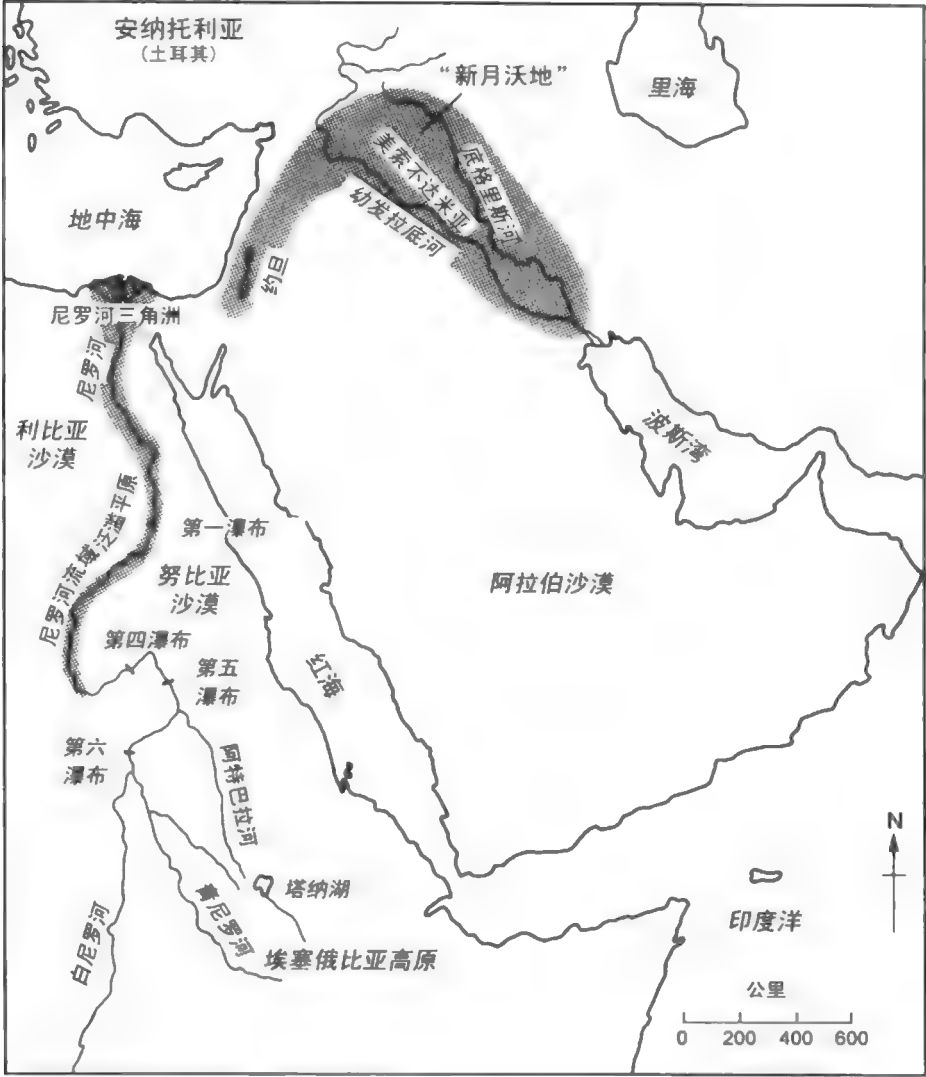 安纳托利亚
(土耳其)
“新月沃地”
里海
美索不达米亚
底格里斯河
幼发拉底河
地中海
约旦
尼罗河三角洲
尼罗河
利比亚
沙漠
波斯湾
尼罗河流域泛滥平原
第一瀑布
努比亚
沙漠
阿拉伯沙漠
第四瀑布
第五
瀑布
红海
第六
瀑布
阿特巴拉河
N
塔纳湖
青尼罗河
白尼罗河
印度洋
埃塞俄比亚高原
公里
0 200 400 600